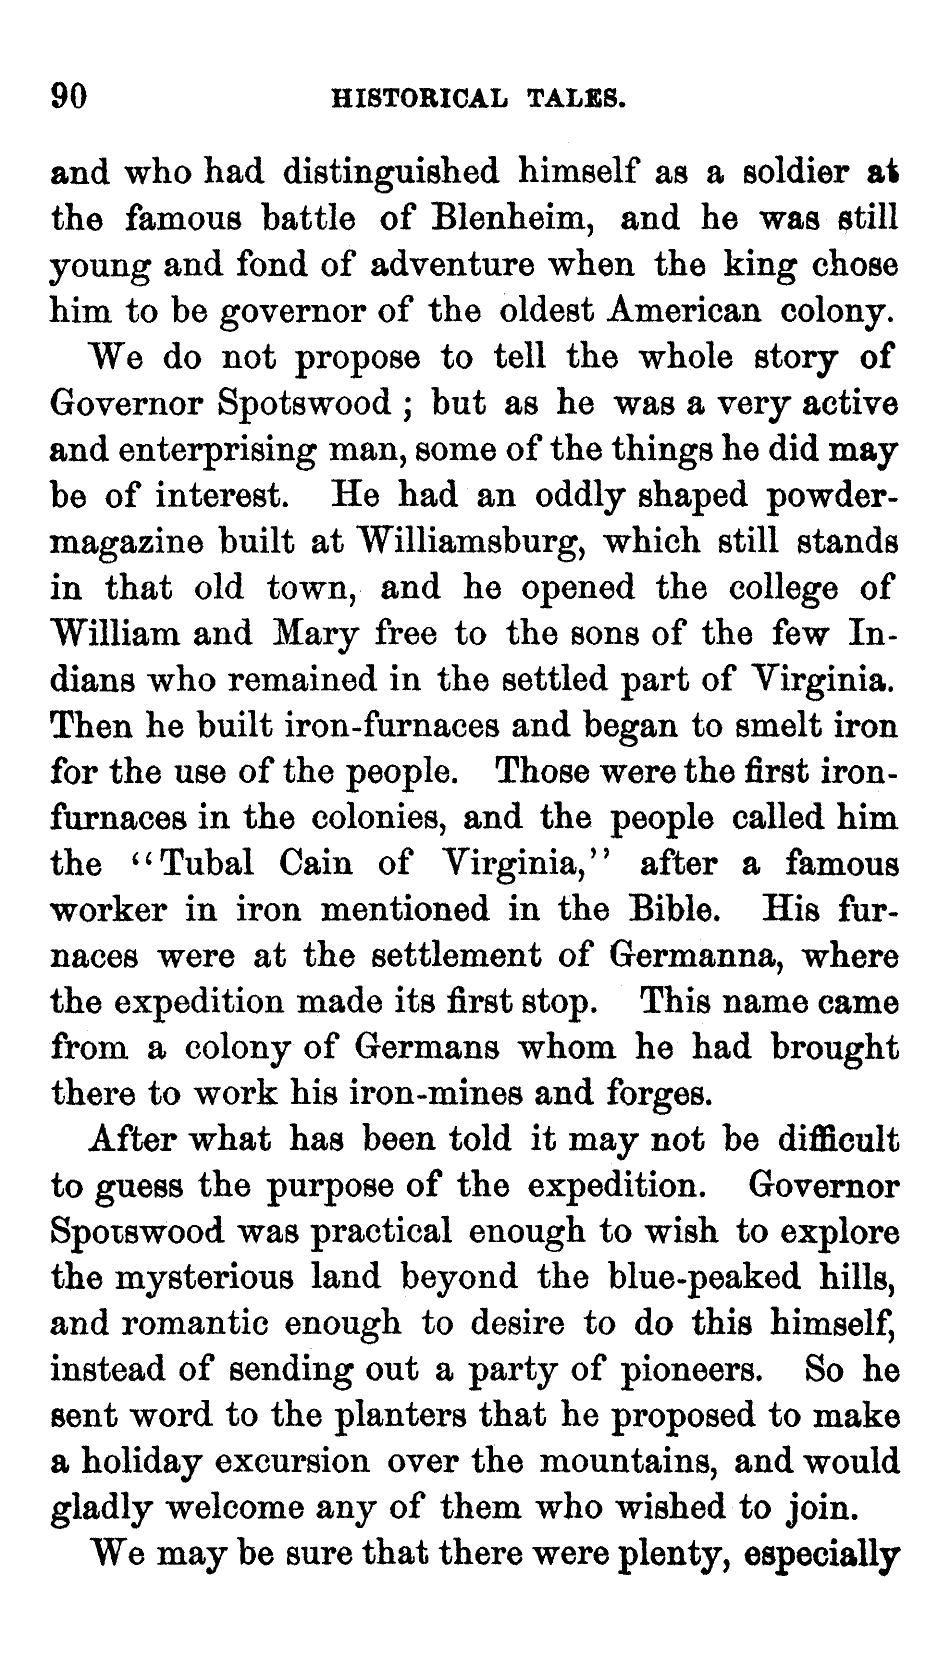 90 HISTORICAL TALES.
and who had distinguished himself as a soldier at
the famous battle of Blenheim, and he was still
young and fond of adventure when the king chose
him to be governor of the oldest American colony.
We do not propose to tell the whole story of
Governor Spotswood ; but as he was a very active
and enterprising man, some of the things he did may
be of interest. He had an oddly shaped powder-
magazine built at Williamsburg, which still stands
in that old town, and he opened the college of
William and Mary free to the sons of the few In-
dians who remained in the settled part of Virginia.
Then he built iron-furnaces and began to smelt iron
for the use of the people. Those were the first iron-
furnaces in the colonies, and the people called him
the “Tubal Cain of Virginia,” after a famous
worker in iron mentioned in the Bible. His fur-
naces were at the settlement of Germanna, where
the expedition made its first stop. This name came
from a colony of Germans whom he had brought
there to work his iron-mines and forges.
After what has been told it may not be difficult
to guess the purpose of the expedition. Governor
Spotswood was practical enough to wish to explore
the mysterious land beyond the blue-peaked hills,
and romantic enough to desire to do this himself,
instead of sending out a party of pioneers. So he
sent word to the planters that he proposed to make
a holiday excursion over the mountains, and would
gladly welcome any of them who wished to join.
We may be sure that there were plenty, especially